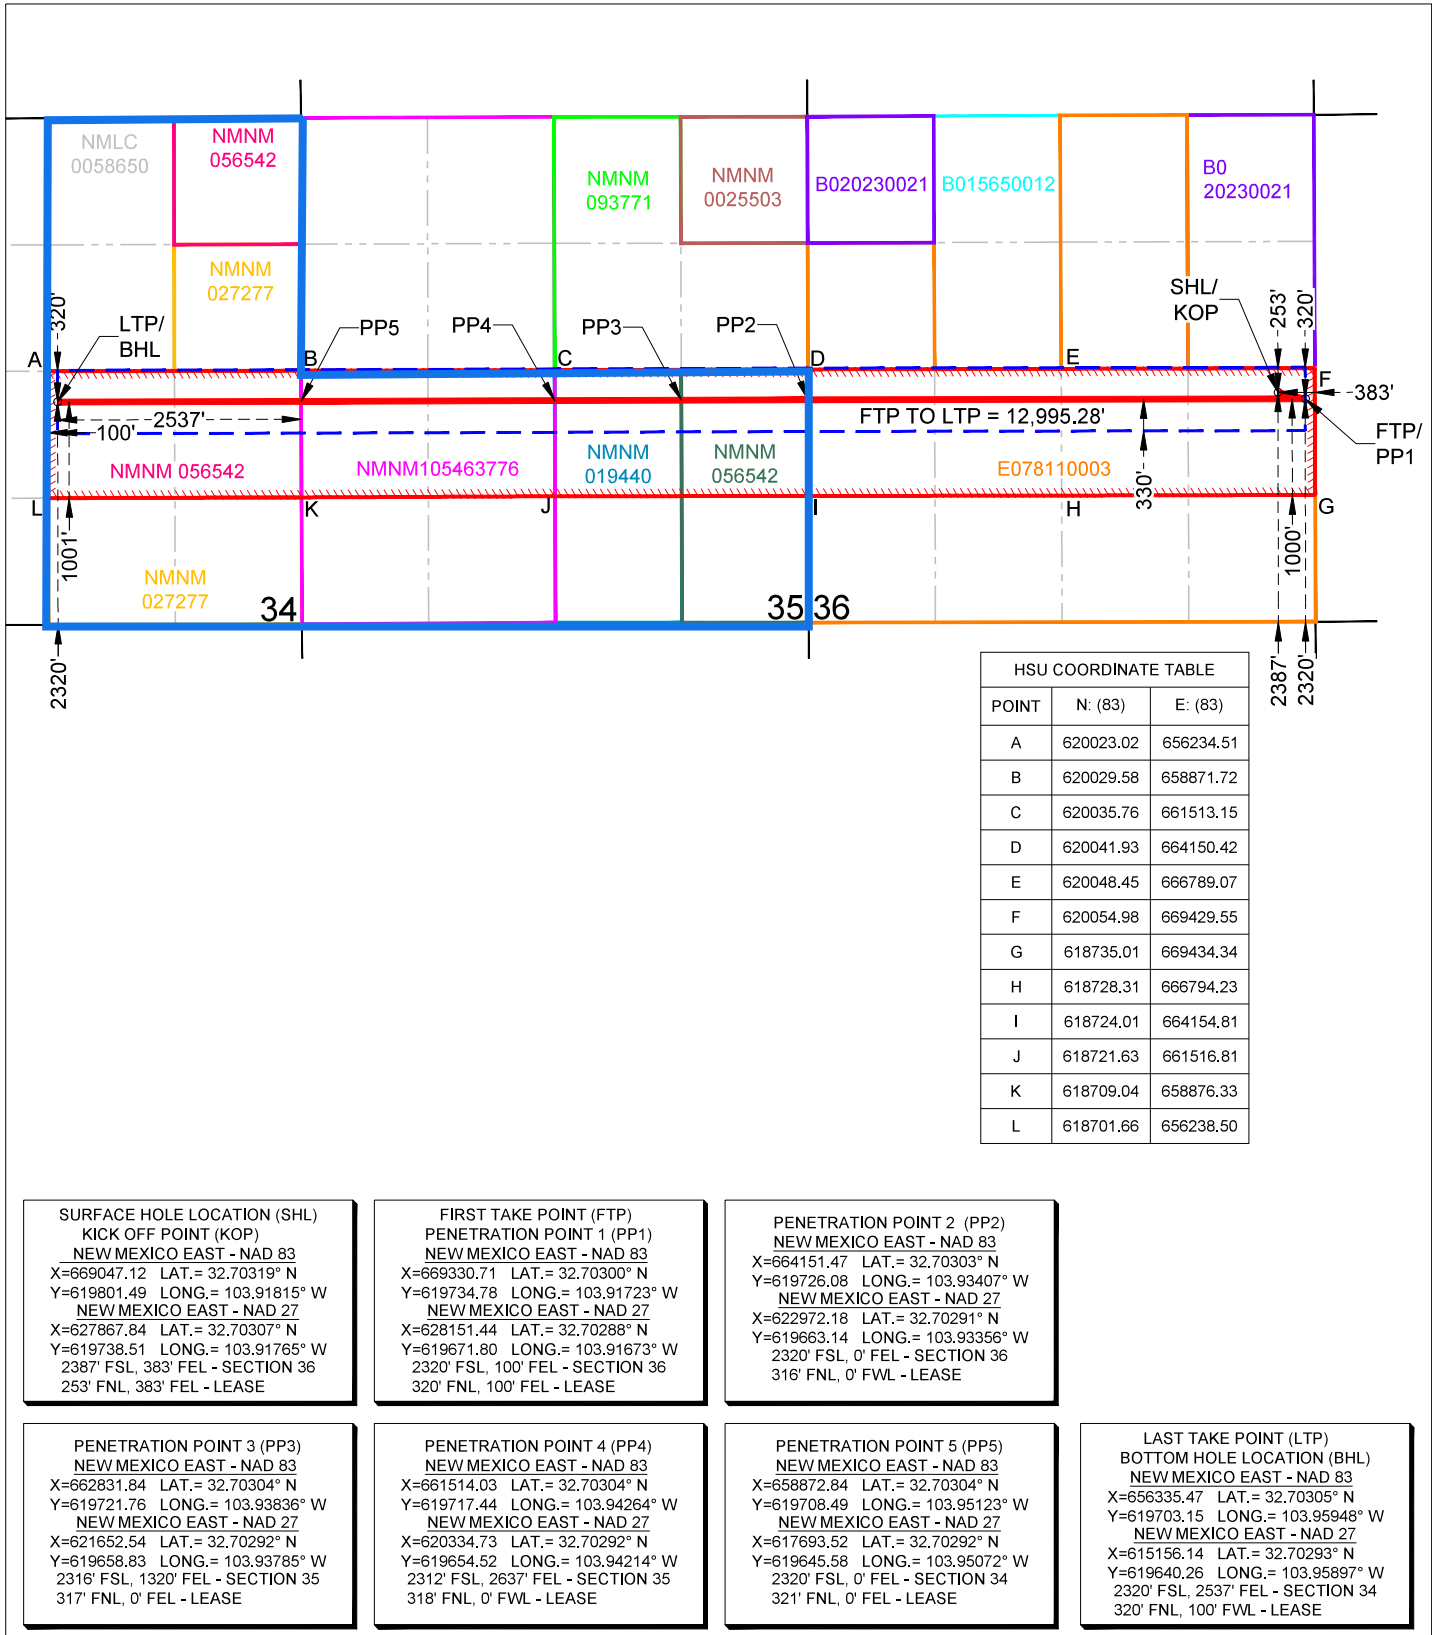 NMLC
0058650
NMNM
056542
NMNM
093771
NMNM
0025503
B020230021
B015650012
B0
20230021
NMNM
027277
320'
LTP/
BHL
PP5
PP4
PP3
PP2
SHL/
KOP
253'
320'
A
B
C
D
E
F
2537'
100'
FTP TO LTP = 12,995.28'
383'
FTP/
PP1
NMNM 056542
NMNM105463776
NMNM
019440
NMNM
056542
E078110003
330'
L
K
J
I
H
G
1001'
1000'
NMNM
027277
34
35
36
2320'
2387'
2320'
HSU COORDINATE TABLE
POINT N: (83) E: (83)
A 620023.02 656234.51
B 620029.58 658871.72
C 620035.76 661513.15
D 620041.93 664150.42
E 620048.45 666789.07
F 620054.98 669429.55
G 618735.01 669434.34
H 618728.31 666794.23
I 618724.01 664154.81
J 618721.63 661516.81
K 618709.04 658876.33
L 618701.66 656238.50
SURFACE HOLE LOCATION (SHL)
KICK OFF POINT (KOP)
NEW MEXICO EAST - NAD 83
X=669047.12 LAT.= 32.70319° N
Y=619801.49 LONG.= 103.91815° W
NEW MEXICO EAST - NAD 27
X=627867.84 LAT.= 32.70307° N
Y=619738.51 LONG.= 103.91765° W
2387' FSL, 383' FEL - SECTION 36
253' FNL, 383' FEL - LEASE
FIRST TAKE POINT (FTP)
PENETRATION POINT 1 (PP1)
NEW MEXICO EAST - NAD 83
X=669330.71 LAT.= 32.70300° N
Y=619734.78 LONG.= 103.91723° W
NEW MEXICO EAST - NAD 27
X=628151.44 LAT.= 32.70288° N
Y=619671.80 LONG.= 103.91673° W
2320' FSL, 100' FEL - SECTION 36
320' FNL, 100' FEL - LEASE
PENETRATION POINT 2 (PP2)
NEW MEXICO EAST - NAD 83
X=664151.47 LAT.= 32.70303° N
Y=619726.08 LONG.= 103.93407° W
NEW MEXICO EAST - NAD 27
X=622972.18 LAT.= 32.70291° N
Y=619663.14 LONG.= 103.93356° W
2320' FSL, 0' FEL - SECTION 36
316' FNL, 0' FWL - LEASE
PENETRATION POINT 3 (PP3)
NEW MEXICO EAST - NAD 83
X=662831.84 LAT.= 32.70304° N
Y=619721.76 LONG.= 103.93836° W
NEW MEXICO EAST - NAD 27
X=621652.54 LAT.= 32.70292° N
Y=619658.83 LONG.= 103.93785° W
2316' FSL, 1320' FEL - SECTION 35
317' FNL, 0' FEL - LEASE
PENETRATION POINT 4 (PP4)
NEW MEXICO EAST - NAD 83
X=661514.03 LAT.= 32.70304° N
Y=619717.44 LONG.= 103.94264° W
NEW MEXICO EAST - NAD 27
X=620334.73 LAT.= 32.70292° N
Y=619654.52 LONG.= 103.94214° W
2312' FSL, 2637' FEL - SECTION 35
318' FNL, 0' FWL - LEASE
PENETRATION POINT 5 (PP5)
NEW MEXICO EAST - NAD 83
X=658872.84 LAT.= 32.70304° N
Y=619708.49 LONG.= 103.95123° W
NEW MEXICO EAST - NAD 27
X=617693.52 LAT.= 32.70292° N
Y=619645.58 LONG.= 103.95072° W
2320' FSL, 0' FEL - SECTION 34
321' FNL, 0' FEL - LEASE
LAST TAKE POINT (LTP)
BOTTOM HOLE LOCATION (BHL)
NEW MEXICO EAST - NAD 83
X=656335.47 LAT.= 32.70305° N
Y=619703.15 LONG.= 103.95948° W
NEW MEXICO EAST - NAD 27
X=615156.14 LAT.= 32.70293° N
Y=619640.26 LONG.= 103.95897° W
2320' FSL, 2537' FEL - SECTION 34
320' FNL, 100' FWL - LEASE